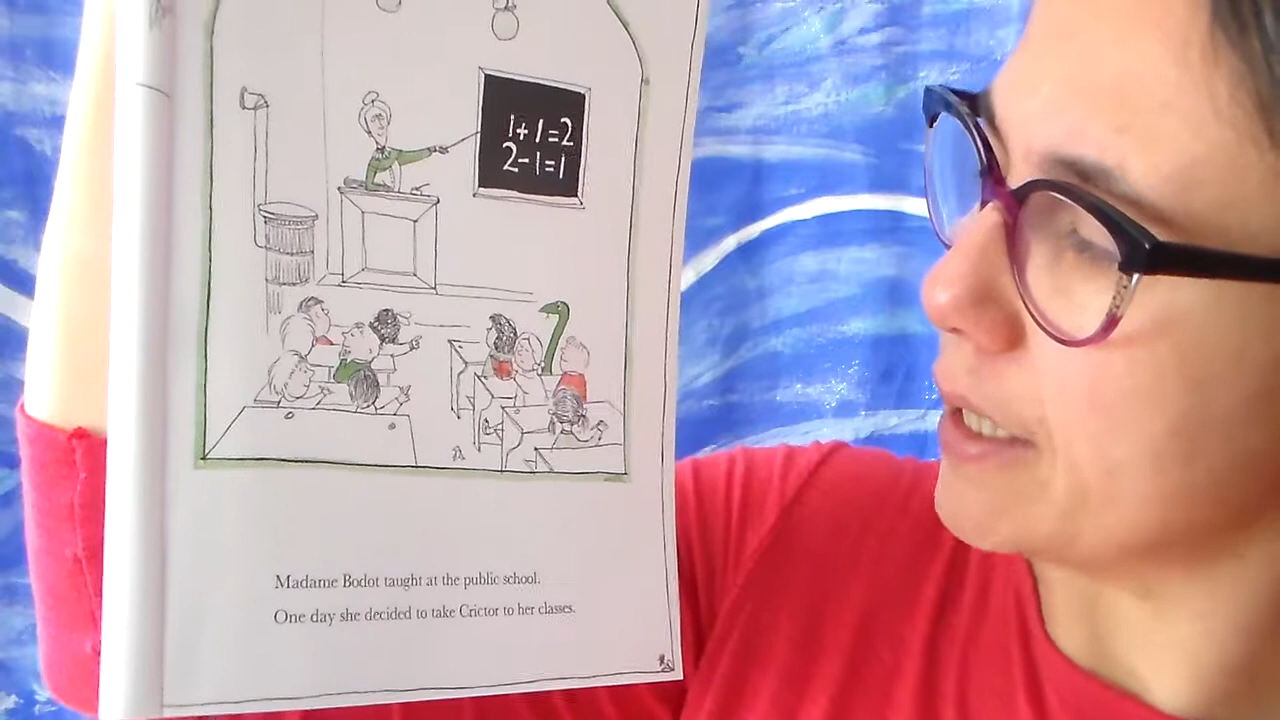 1+1=2
2-1=1
Madame Bodot taught at the public school.
One day she decided to take Crictor to her classes.